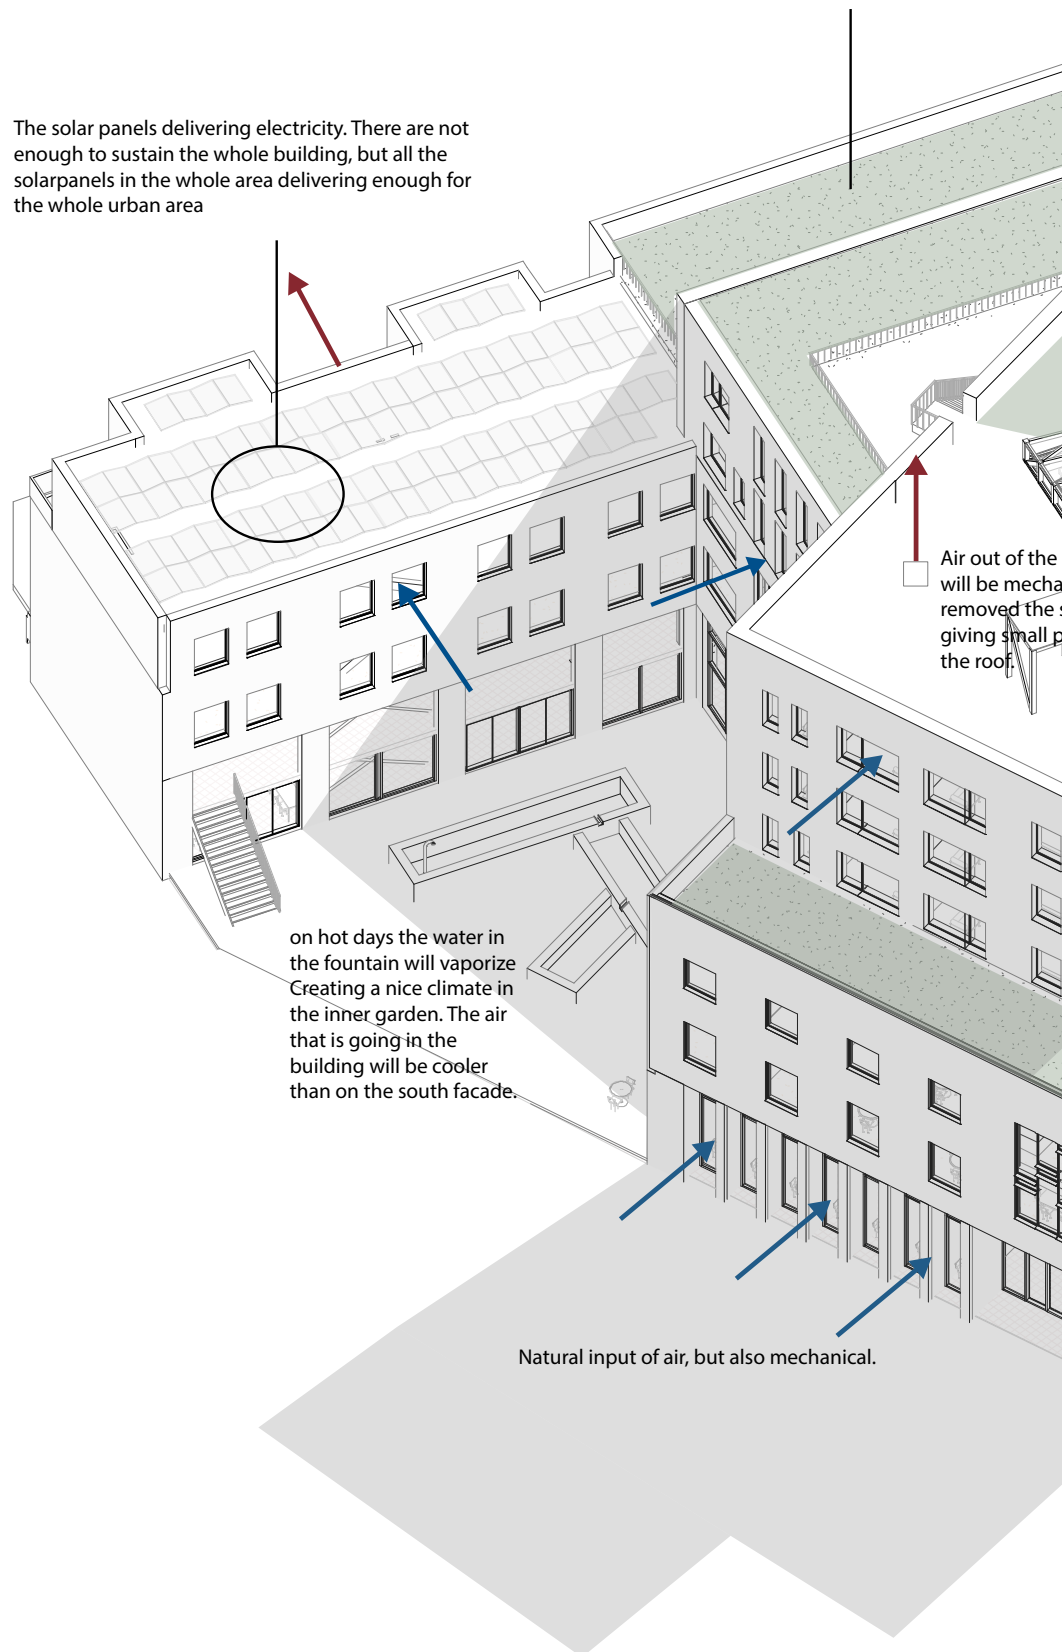 The solar panels delivering electricity. There are not
enough to sustain the whole building, but all the
solarpanels in the whole area delivering enough for
the whole urban area
Air out of the
will be mecha
removed the s
giving small p
the roof.
on hot days the water in
the fountain will vaporize
Creating a nice climate in
the inner garden. The air
that is going in the
building will be cooler
than on the south facade.
Natural input of air, but also mechanical.